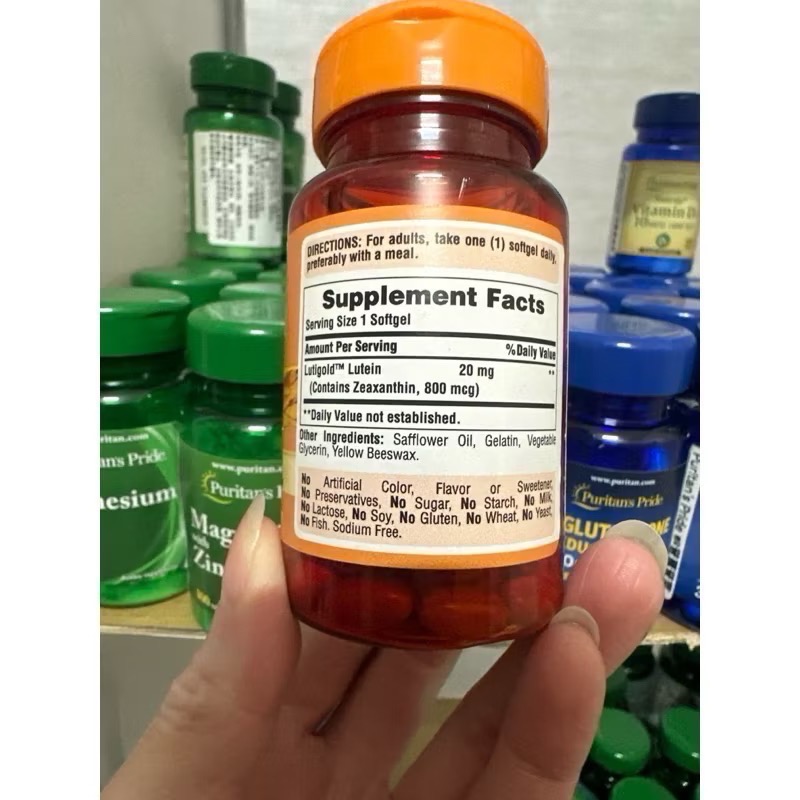 DIRECTIONS: For adults, take one (1) softgel daily,
preferably with a meal.
Supplement Facts
Serving Size 1 Softgel
Amount Per Serving %Daily Value
Lutigold™ Lutein 20 mg **
(Contains Zeaxanthin, 800 mcg)
**Daily Value not established.
Other Ingredients: Safflower Oil, Gelatin, Vegetable
Glycerin, Yellow Beeswax.
No Artificial Color, Flavor or Sweetener,
No Preservatives, No Sugar, No Starch, No Milk,
No Lactose, No Soy, No Gluten, No Wheat, No Yeast,
No Fish. Sodium Free.
Vitamin
www.puritan.com
Puritan's Pride
www.puritan.
Puritan's
Magn
with
Zin
Puritan's Pride